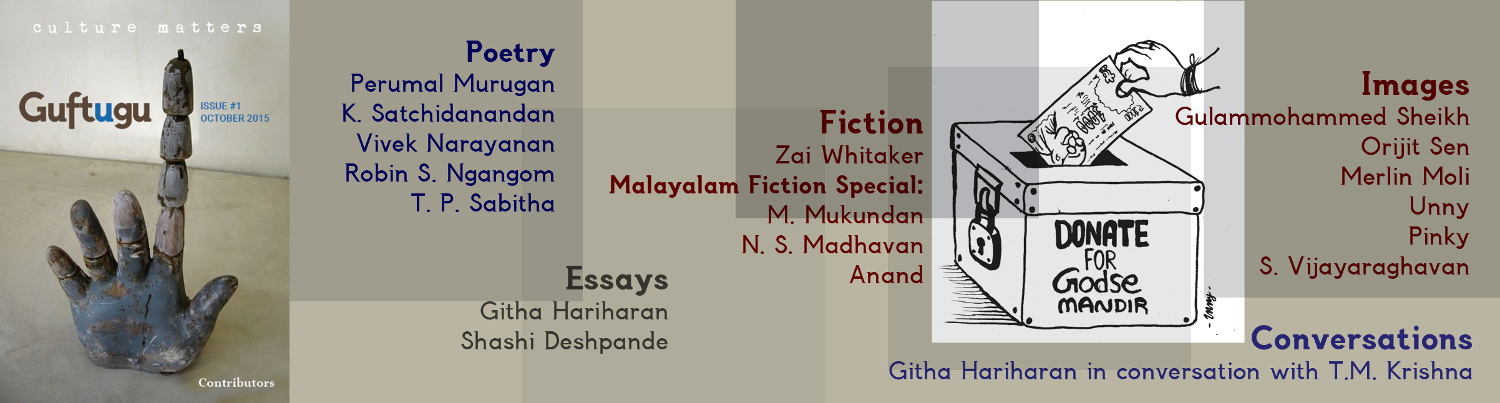 culture matters
Guftugu
ISSUE #1
OCTOBER 2015
Contributors
Poetry
Perumal Murugan
K. Satchidanandan
Vivek Narayanan
Robin S. Ngangom
T. P. Sabitha
Essays
Githa Hariharan
Shashi Deshpande
Fiction
Zai Whitaker
Malayalam Fiction Special:
M. Mukundan
N. S. Madhavan
Anand
DONATE
FOR
Godse
MANDIR
Images
Gulammohammed Sheikh
Orijit Sen
Merlin Moli
Unny
Pinky
S. Vijayaraghavan
Conversations
Githa Hariharan in conversation with T.M. Krishna